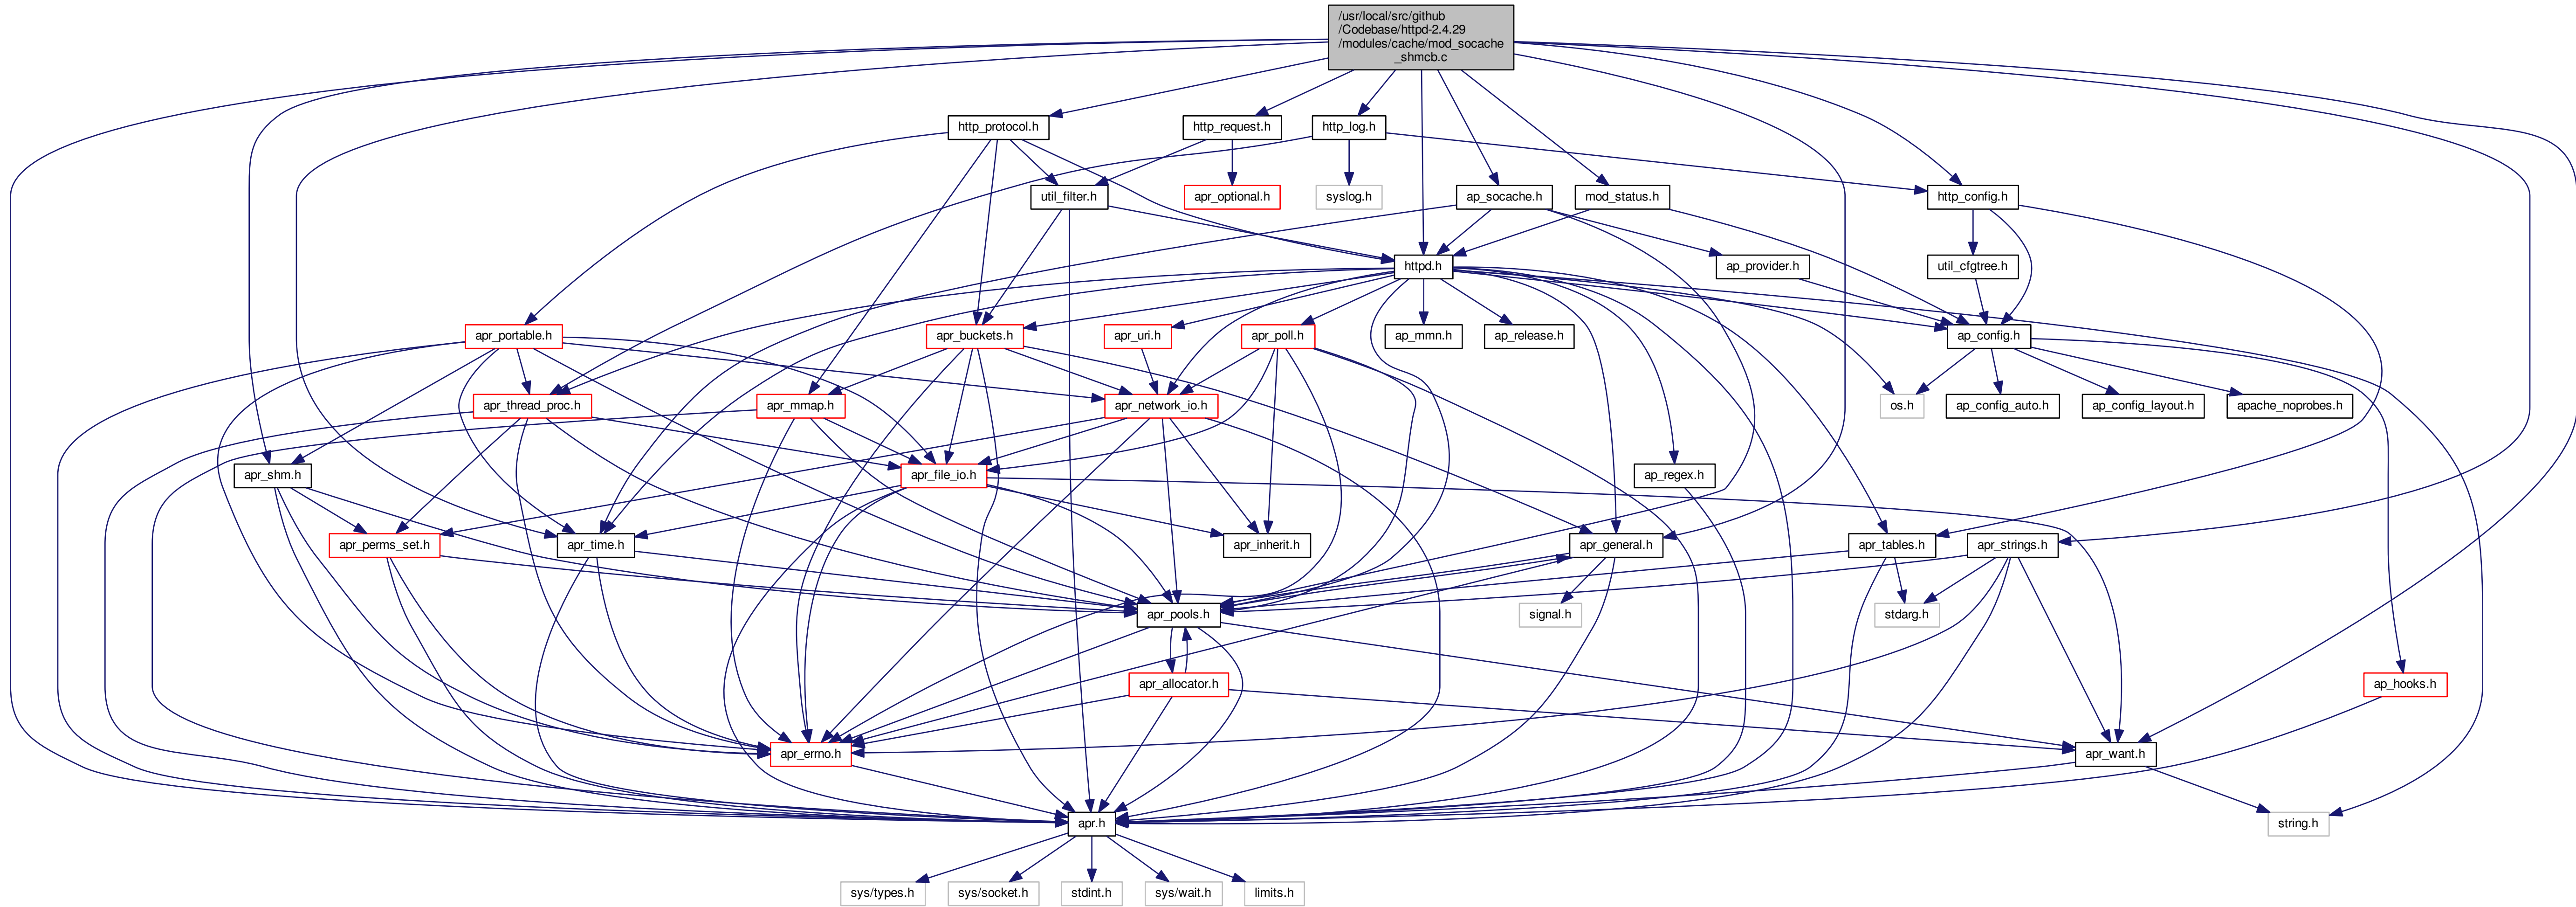 /usr/local/src/github
/Codebase/httpd-2.4.29
/modules/cache/mod_socache
_shmcb.c
http_protocol.h
http_request.h
http_log.h
util_filter.h
apr_optional.h
syslog.h
ap_socache.h
mod_status.h
http_config.h
httpd.h
ap_provider.h
util_cfgtree.h
apr_portable.h
apr_buckets.h
apr_uri.h
apr_poll.h
ap_mmn.h
ap_release.h
ap_config.h
apr_thread_proc.h
apr_mmap.h
apr_network_io.h
os.h
ap_config_auto.h
ap_config_layout.h
apache_noprobes.h
apr_shm.h
apr_file_io.h
ap_regex.h
apr_perms_set.h
apr_time.h
apr_inherit.h
apr_general.h
apr_tables.h
apr_strings.h
apr_pools.h
signal.h
stdarg.h
apr_allocator.h
ap_hooks.h
apr_errno.h
apr_want.h
apr.h
string.h
sys/types.h
sys/socket.h
stdint.h
sys/wait.h
limits.h